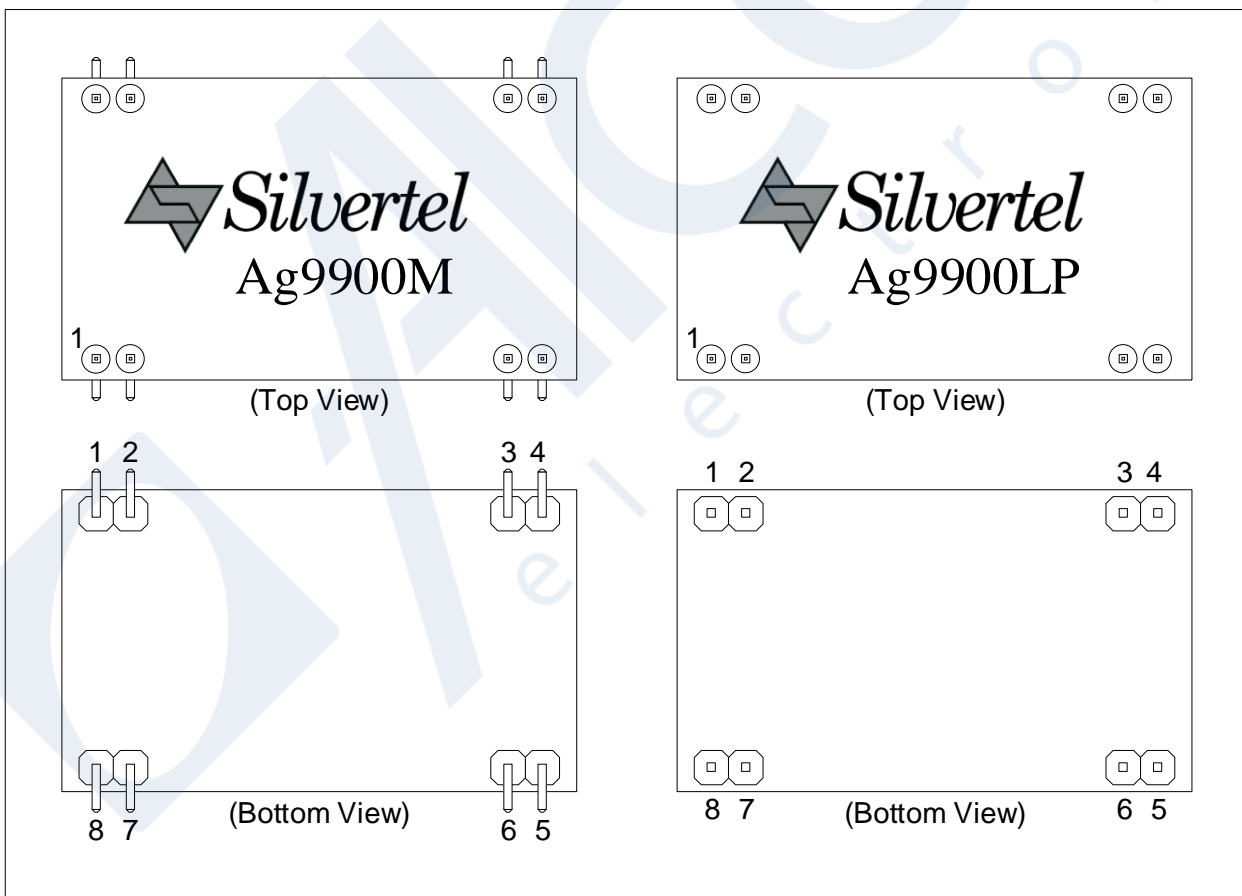 Silvertel
Ag9900M
1
(Top View)
Silvertel
Ag9900LP
1
(Top View)
1 2 3 4
8 7 6 5
(Bottom View)
1 2 3 4
8 7 6 5
(Bottom View)
electro